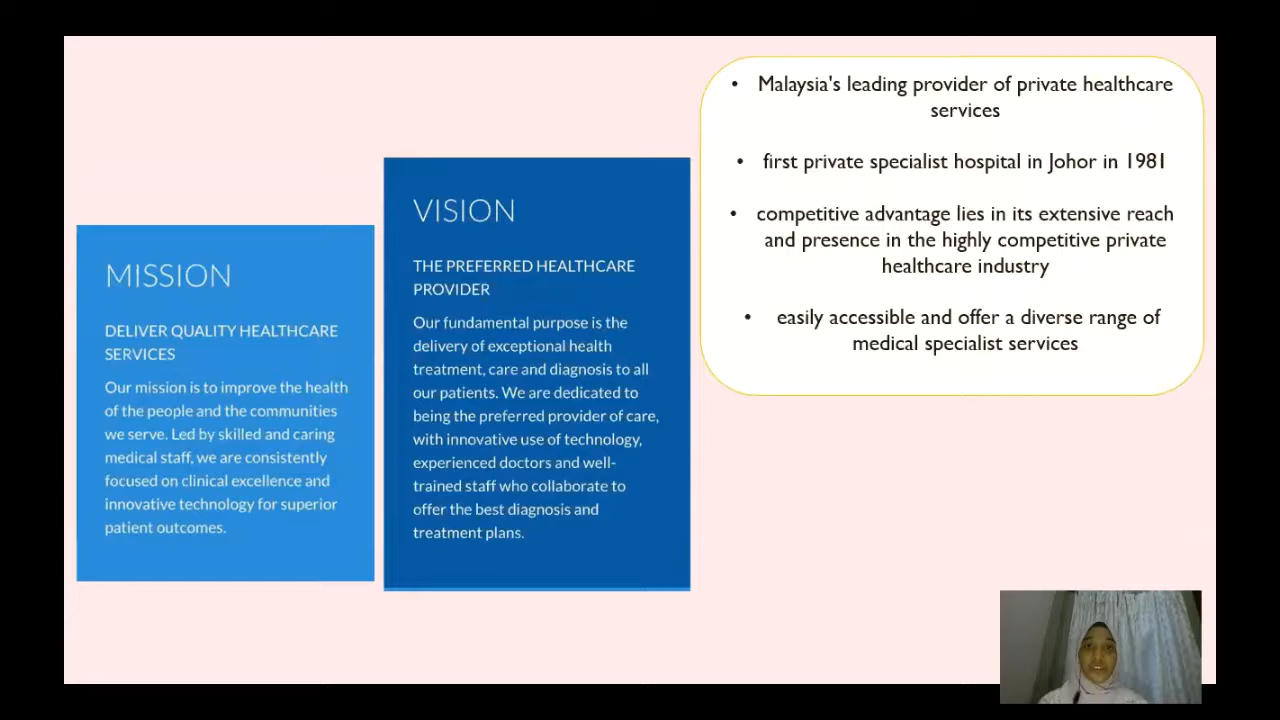 MISSION
DELIVER QUALITY HEALTHCARE
SERVICES
Our mission is to improve the health
of the people and the communities
we serve. Led by skilled and caring
medical staff, we are consistently
focused on clinical excellence and
innovative technology for superior
patient outcomes.
VISION
THE PREFERRED HEALTHCARE
PROVIDER
Our fundamental purpose is the
delivery of exceptional health
treatment, care and diagnosis to all
our patients. We are dedicated to
being the preferred provider of care,
with innovative use of technology,
experienced doctors and well-
trained staff who collaborate to
offer the best diagnosis and
treatment plans.
• Malaysia's leading provider of private healthcare
services
• first private specialist hospital in Johor in 1981
• competitive advantage lies in its extensive reach
and presence in the highly competitive private
healthcare industry
• easily accessible and offer a diverse range of
medical specialist services